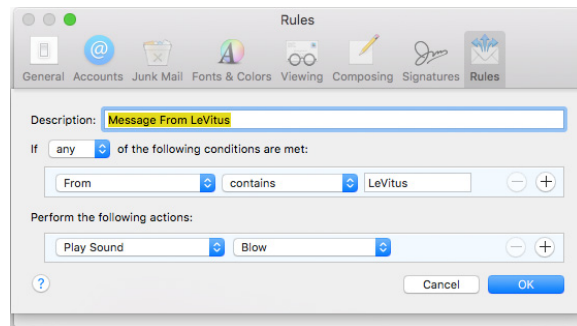 Rules
General Accounts Junk Mail Fonts & Colors Viewing Composing Signatures Rules
Description: Message From LeVitus
If any of the following conditions are met:
From contains LeVitus
Perform the following actions:
Play Sound Blow
? Cancel OK